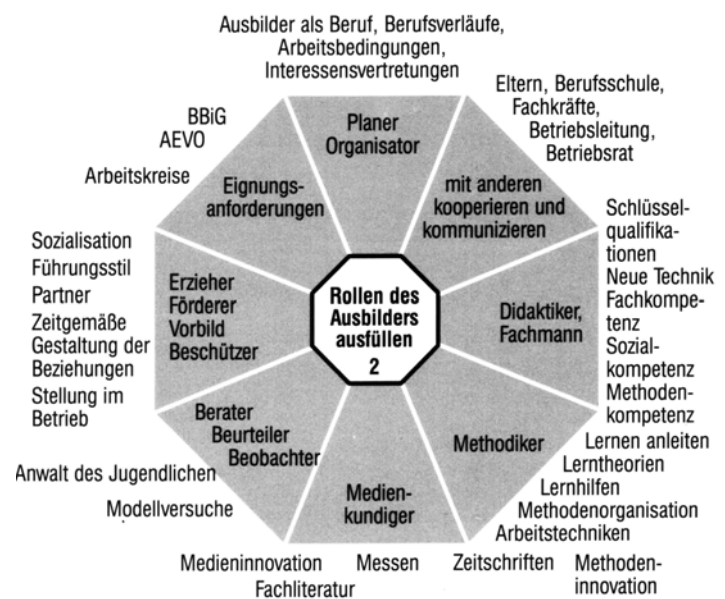 Ausbilder als Beruf, Berufsverläufe,
Arbeitsbedingungen,
Interessensvertretungen
Eltern, Berufsschule,
Fachkräfte,
Betriebsleitung,
Betriebsrat
BBiG
AEVO
Arbeitskreise
Planer
Organisator
Eignungs-
anforderungen
mit anderen
kooperieren und
kommunizieren
Schlüssel-
qualifika-
tionen
Neue Technik
Fachkompe-
tenz
Sozial-
kompetenz
Methoden-
kompetenz
Sozialisation
Führungsstil
Partner
Zeitgemäße
Gestaltung der
Beziehungen
Stellung im
Betrieb
Erzieher
Förderer
Vorbild
Beschützer
Rollen des
Ausbilders
ausfüllen
2
Didaktiker,
Fachmann
Berater
Beurteiler
Beobachter
Methodiker
Medien-
kundiger
Anwalt des Jugendlichen
Modellversuche
Lernen anleiten
Lerntheorien
Lernhilfen
Methodenorganisation
Arbeitstechniken
Medieninnovation
Messen
Zeitschriften
Methoden-
innovation
Fachliteratur